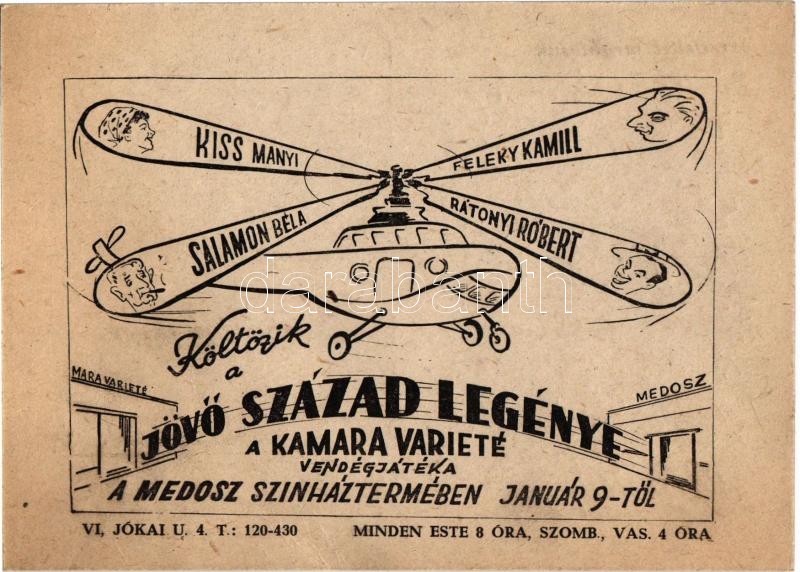 KISS MANYI
FELEKY KAMILL
SALAMON BÉLA
RÁTONYI RÓBERT
darabanth
Költözik
a
MARA VARIETÉ
MEDOSZ
JÖVŐ SZÁZAD LEGÉNYE
A KAMARA VARIETÉ
VENDÉGJÁTÉKA
A MEDOSZ SZINHÁZTERMÉBEN JANUÁR 9-TŐL
VI, JÓKAI U. 4. T.: 120-430 MINDEN ESTE 8 ÓRA, SZOMB., VAS. 4 ÓRA